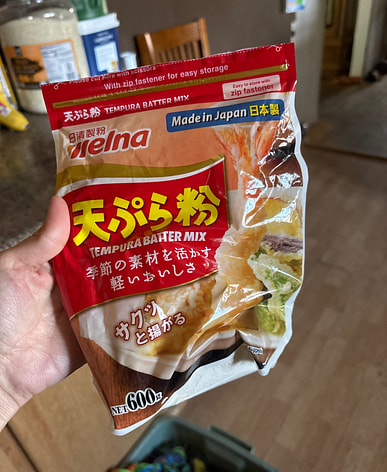 With zip fastener for easy storage
天ぷら粉 TEMPURA BATTER MIX
Easy to store with
zip fastener
Made in Japan 日本製
日清製粉
Welna
天ぷら粉
TEMPURA BATTER MIX
季節の素材を活かす
軽いおいしさ
サクッ
と揚がる
NET 600g